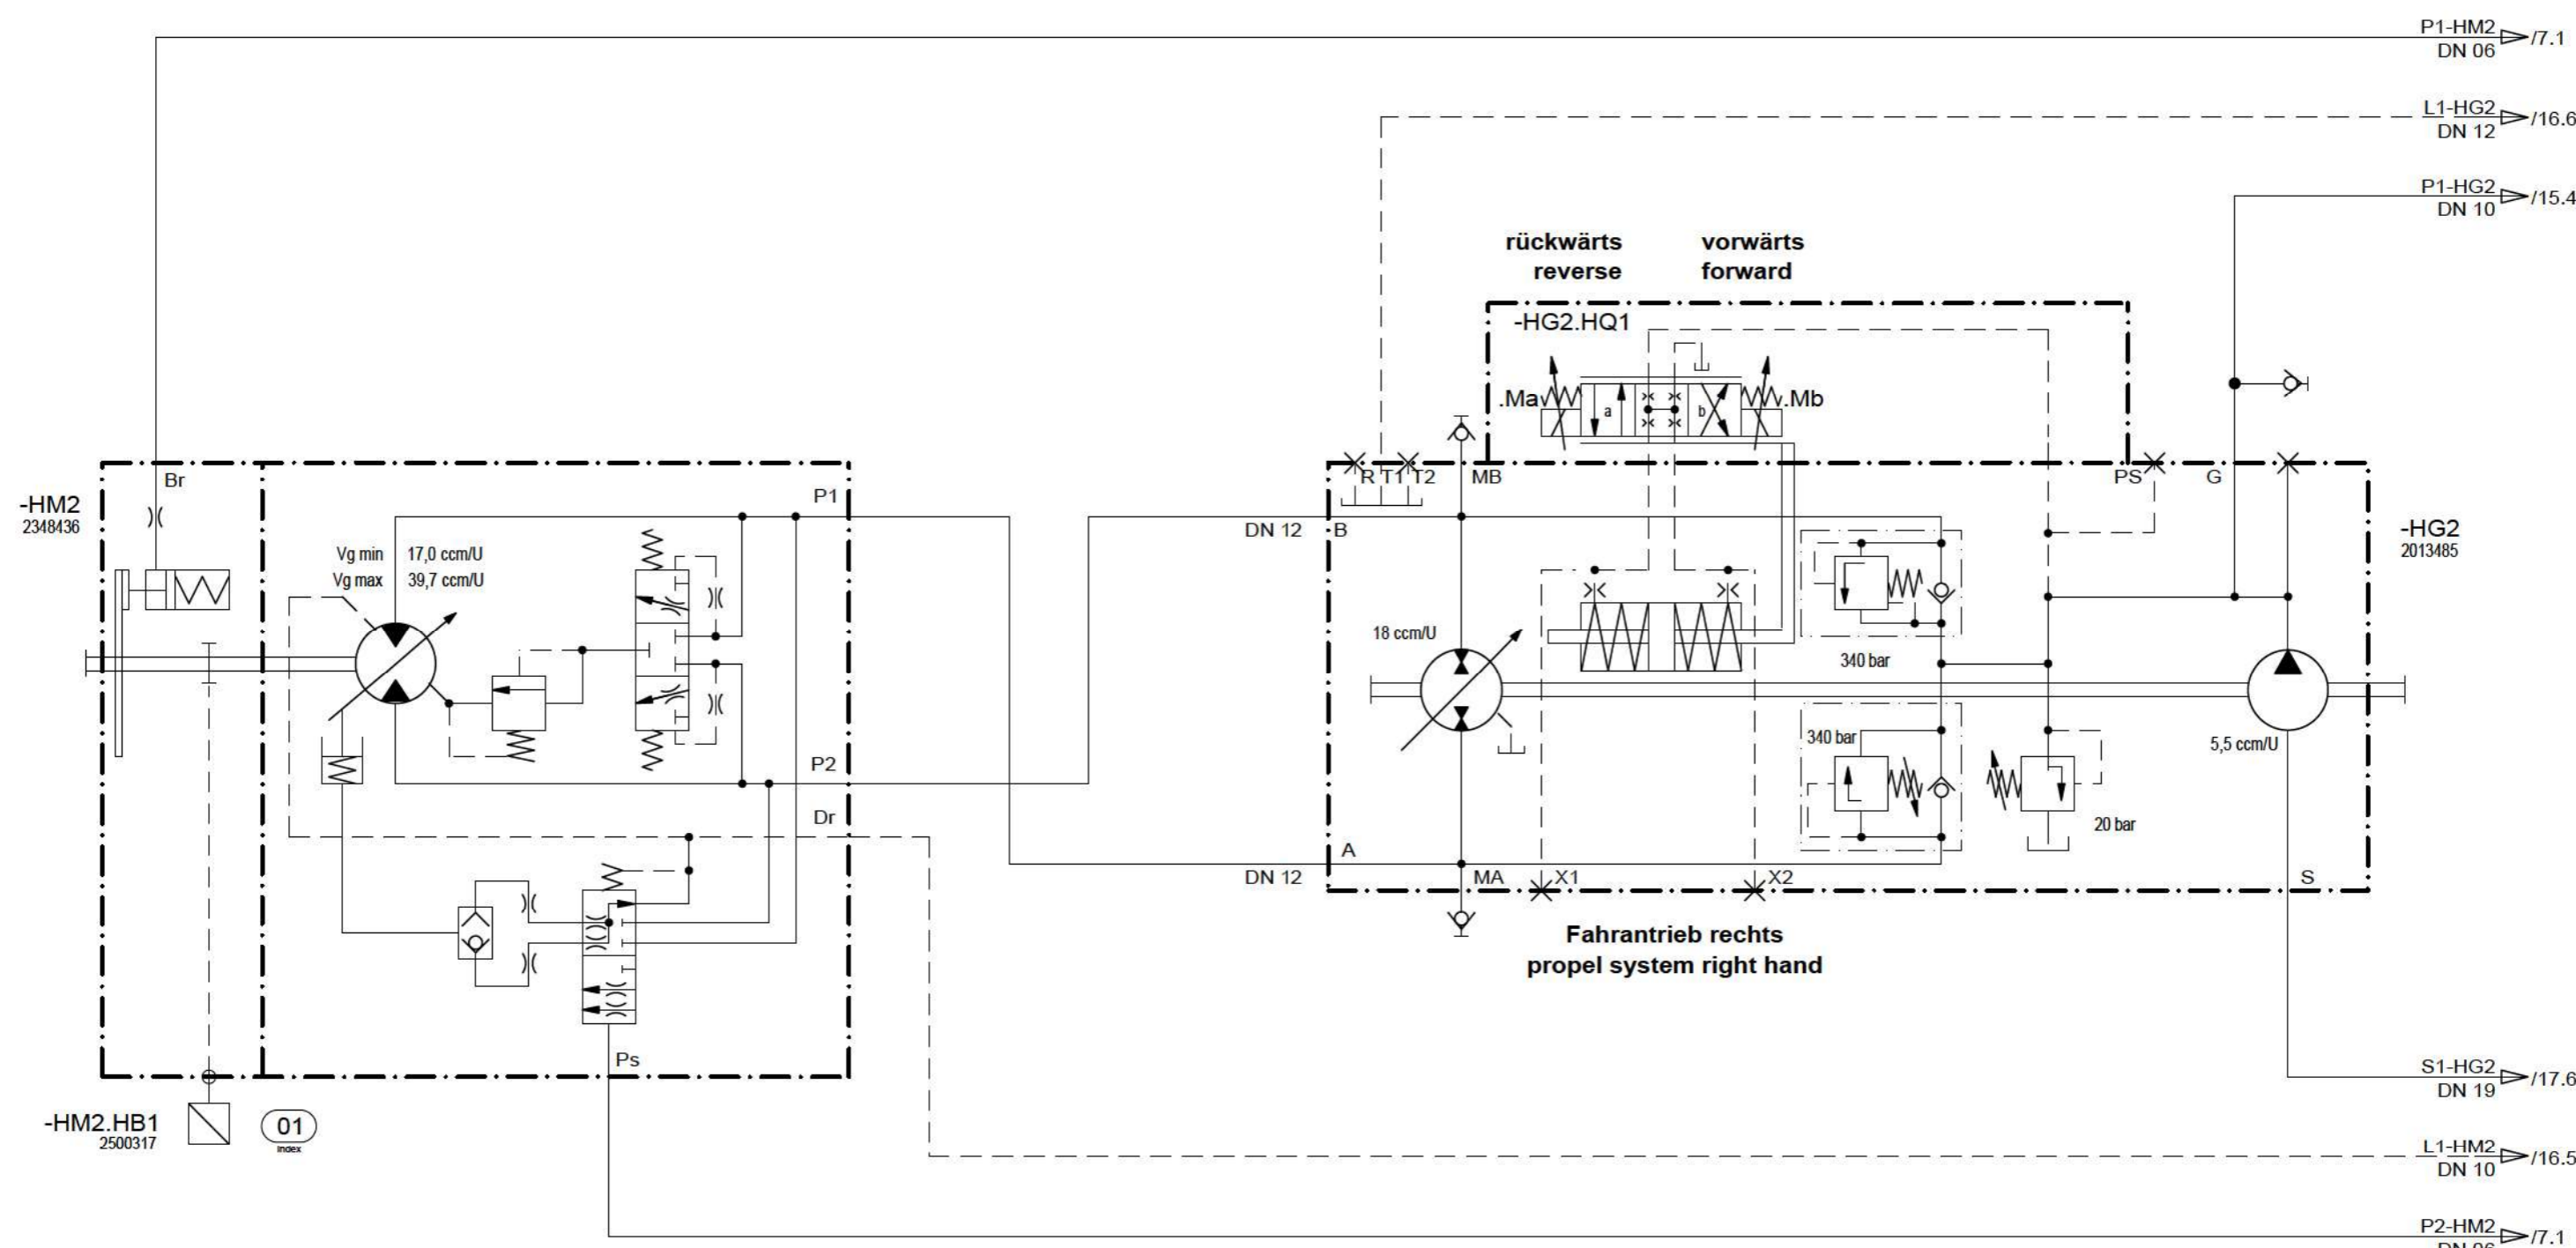 P1-HM2
DN 06
/7.1
L1-HG2
DN 12
/16.6
P1-HG2
DN 10
/15.4
rückwärts
reverse
vorwärts
forward
-HG2.HQ1
.Ma
a
b
.Mb
-HM2
2348436
Br
P1
R
T1
T2
MB
PS
G
-HG2
2013485
DN 12
B
Vg min 17,0 ccm/U
Vg max 39,7 ccm/U
18 ccm/U
340 bar
340 bar
5,5 ccm/U
P2
Dr
20 bar
A
DN 12
MA
X1
X2
S
Fahrantrieb rechts
propel system right hand
Ps
S1-HG2
DN 19
/17.6
-HM2.HB1
2500317
01
index
L1-HM2
DN 10
/16.5
P2-HM2
DN 06
/7.1